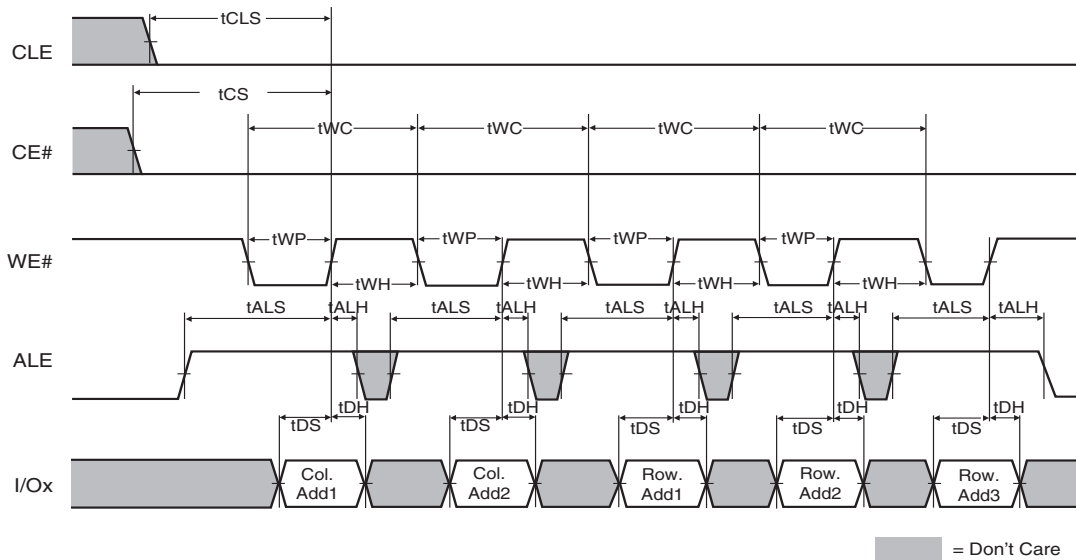 tCLS
CLE
tCS
tWC tWC tWC tWC
CE#
tWP tWP tWP tWP
WE#
tWH tWH tWH tWH
tALS tALH tALS tALH tALS tALH tALS tALH tALS tALH
ALE
tDS tDH tDS tDH tDS tDH tDS tDH tDS tDH
I/Ox
Col. Add1
Col. Add2
Row. Add1
Row. Add2
Row. Add3
= Don't Care